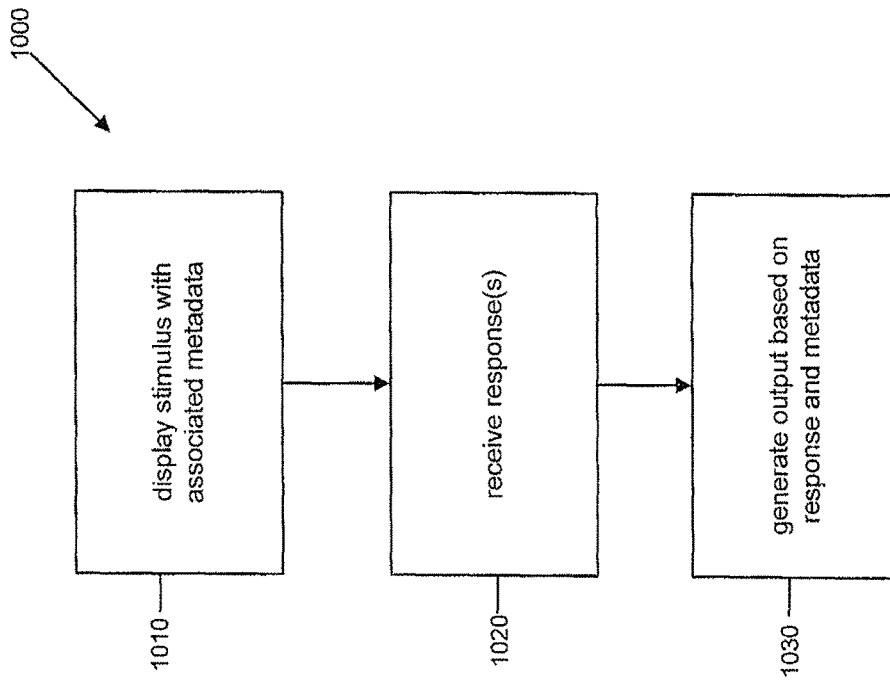 1000
display stimulus with
associated metadata
1010
receive response(s)
1020
generate output based on
response and metadata
1030